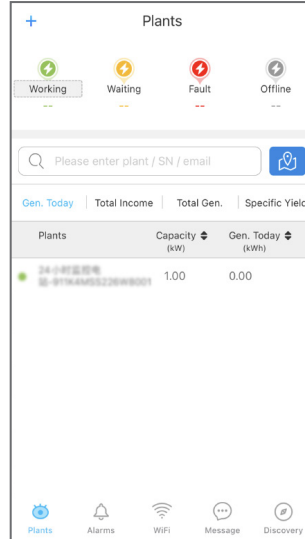 + Plants
Working Waiting Fault Offline
-- -- -- --
Please enter plant / SN / email
Gen. Today Total Income Total Gen. Specific Yield
Plants Capacity Gen. Today
(kW) (kWh)
1.00 0.00
Plants Alarms WiFi Message Discovery